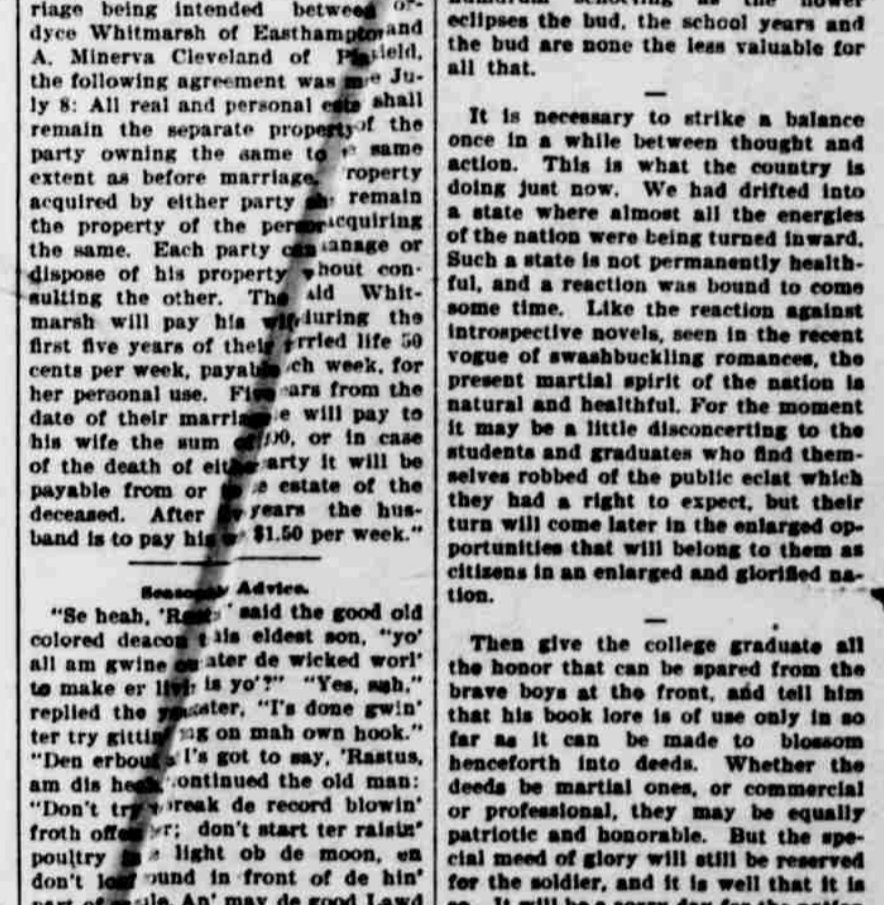 riage being intended between
dyce Whitmarsh of Easthampton and
A. Minerva Cleveland of
the following agreement was Ju-
ly 8: All real and personal shall
remain the separate property of the
party owning the same to same
extent as before marriage.
acquired by either party remain
the property of the acquiring
the same. Each party or
dispose of his property con-
sulting the other. The Whit-
marsh will pay his during the
first five years of their life 50
cents per week, week, for
her personal use. from the
date of their will pay to
his wife the sum or in case
of the death of party it will be
payable from or estate of the
deceased. After years the hus-
band is to pay his $1.50 per week."
Advice.
"Se heah, said the good old
colored deacon eldest son, "yo'
all am gwine de wicked worl'
to make er is yo'?" "Yes, sah,"
replied the "I's done gwin'
ter try on mah own hook."
"Den I's got to say, 'Rastus,
am dis continued the old man:
"Don't try de record blowin'
froth don't start ter raisin'
poultry light ob de moon, en
don't in front of de hin'
An' may de good Lawd
eclipses the bud, the school years and
the bud are none the less valuable for
all that.
It is necessary to strike a balance
once in a while between thought and
action. This is what the country is
doing just now. We had drifted into
a state where almost all the energies
of the nation were being turned inward.
Such a state is not permanently health-
ful, and a reaction was bound to come
some time. Like the reaction against
introspective novels, seen in the recent
vogue of swashbuckling romances, the
present martial spirit of the nation is
natural and healthful. For the moment
it may be a little disconcerting to the
students and graduates who find them-
selves robbed of the public eclat which
they had a right to expect, but their
turn will come later in the enlarged op-
portunities that will belong to them as
citizens in an enlarged and glorified na-
tion.
Then give the college graduate all
the honor that can be spared from the
brave boys at the front, and tell him
that his book lore is of use only in so
far as it can be made to blossom
henceforth into deeds. Whether the
deeds be martial ones, or commercial
or professional, they may be equally
patriotic and honorable. But the spe-
cial meed of glory will still be reserved
for the soldier, and it is well that it is